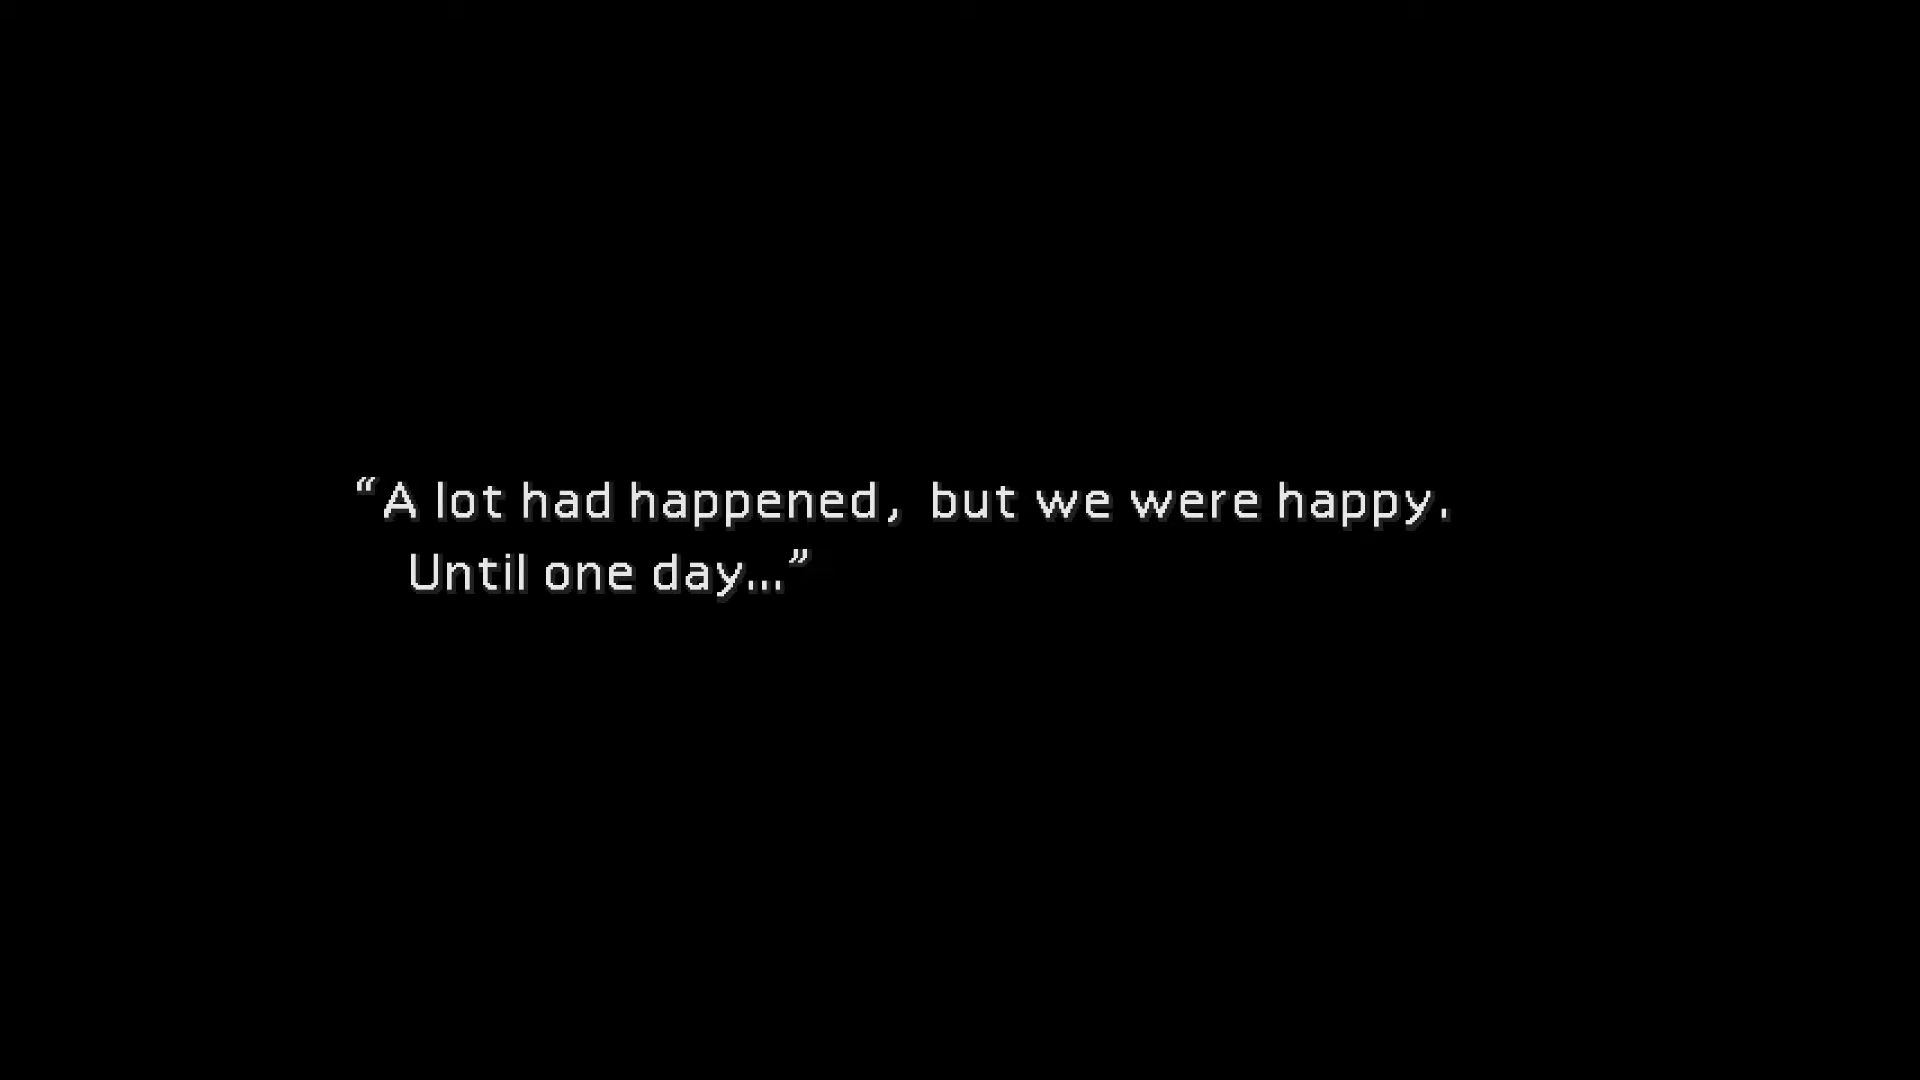 “A lot had happened, but we were happy.
Until one day...”